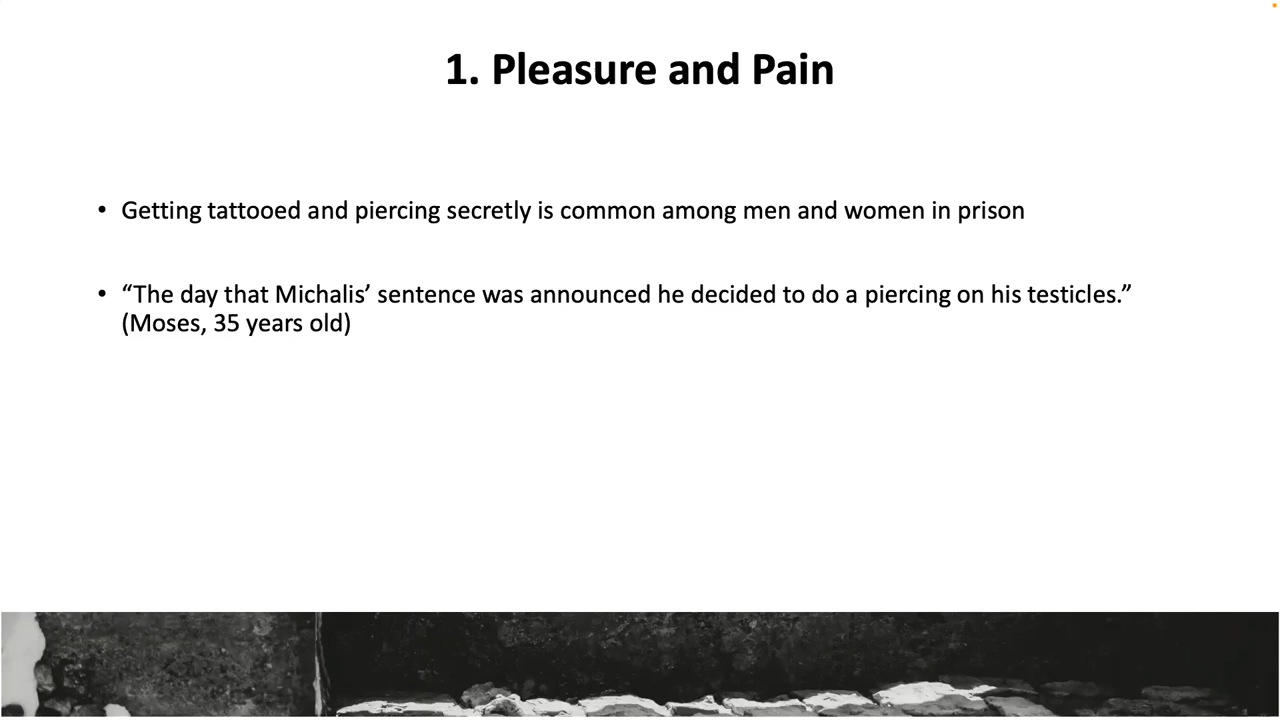 1. Pleasure and Pain
• Getting tattooed and piercing secretly is common among men and women in prison
• “The day that Michalis’ sentence was announced he decided to do a piercing on his testicles.”
(Moses, 35 years old)